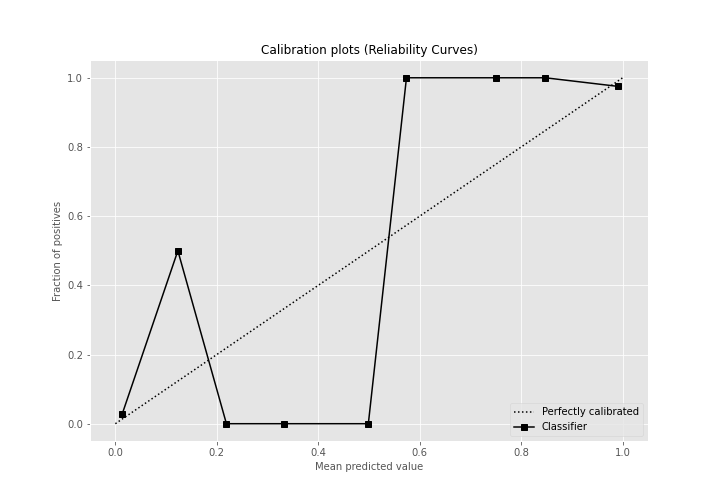 Calibration plots (Reliability Curves)
1.0
0.8
0.6
0.4
0.2
0.0
Fraction of positives
0.0 0.2 0.4 0.6 0.8 1.0
Mean predicted value
Perfectly calibrated
Classifier